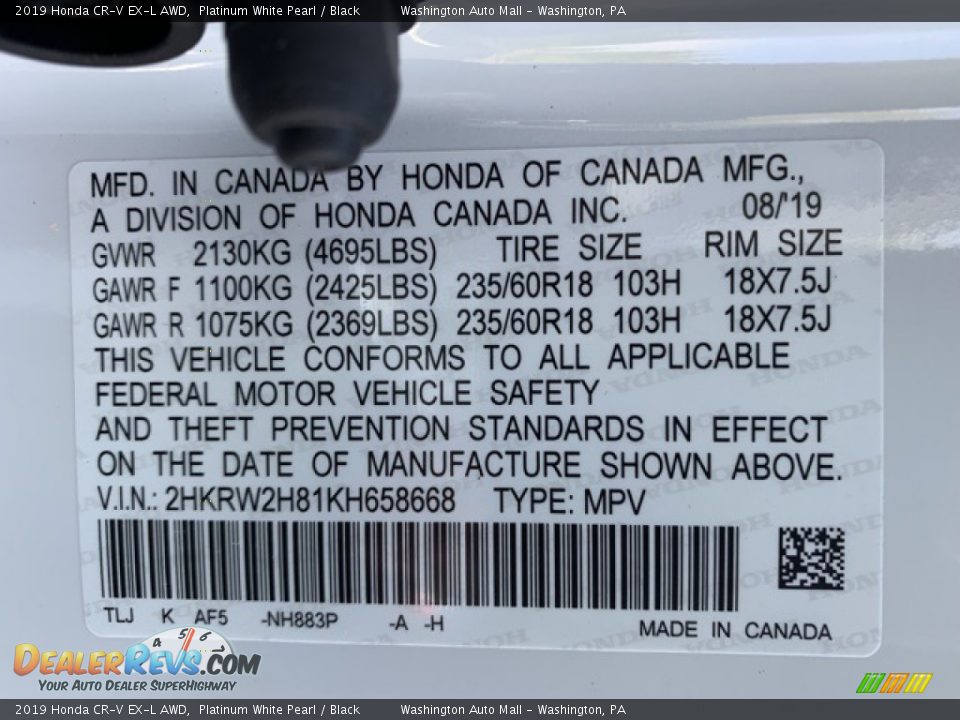 2019 Honda CR-V EX-L AWD, Platinum White Pearl / Black Washington Auto Mall - Washington, PA
MFD. IN CANADA BY HONDA OF CANADA MFG.,
A DIVISION OF HONDA CANADA INC. 08/'19
GVWR 2130KG (4695LBS) TIRE SIZE RIM SIZE
GAWR F 1100KG (2425LBS) 235/60R18 103H 18X7.5J
GAWR R 1075KG (2369LBS) 235/60R18 103H 18X7.5J
THIS VEHICLE CONFORMS TO ALL APPLICABLE
FEDERAL MOTOR VEHICLE SAFETY
AND THEFT PREVENTION STANDARDS IN EFFECT
ON THE DATE OF MANUFACTURE SHOWN ABOVE.
V.I.N.: 2HKRW2H81KH658668 TYPE: MPV
TLJ K AF5 -NH883P -A -H
MADE IN CANADA
4 5 6
DEALERREVS.COM
YOUR AUTO DEALER SUPERHIGHWAY
2019 Honda CR-V EX-L AWD, Platinum White Pearl / Black Washington Auto Mall - Washington, PA